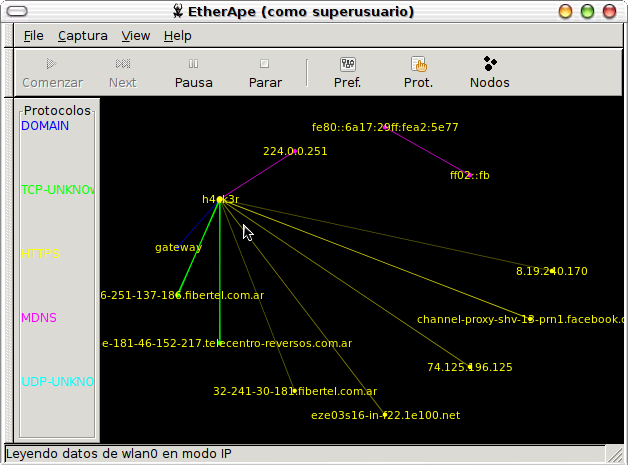 EtherApe (como superusuario)
File Captura View Help
Comenzar Next Pausa Parar Pref. Prot. Nodos
Protocolos
DOMAIN
TCP-UNKNOW
HTTPS
MDNS
UDP-UNKNO
fe80::6a17:29ff:fea2:5e77
224.0.0.251
ff02::fb
h4ck3r
gateway
8.19.240.170
6-251-137-186.fibertel.com.ar
channel-proxy-shv-13-prn1.facebook.c
e-181-46-152-217.telecentro-reversos.com.ar
74.125.196.125
32-241-30-181.fibertel.com.ar
eze03s16-in-f22.1e100.net
Leyendo datos de wlan0 en modo IP